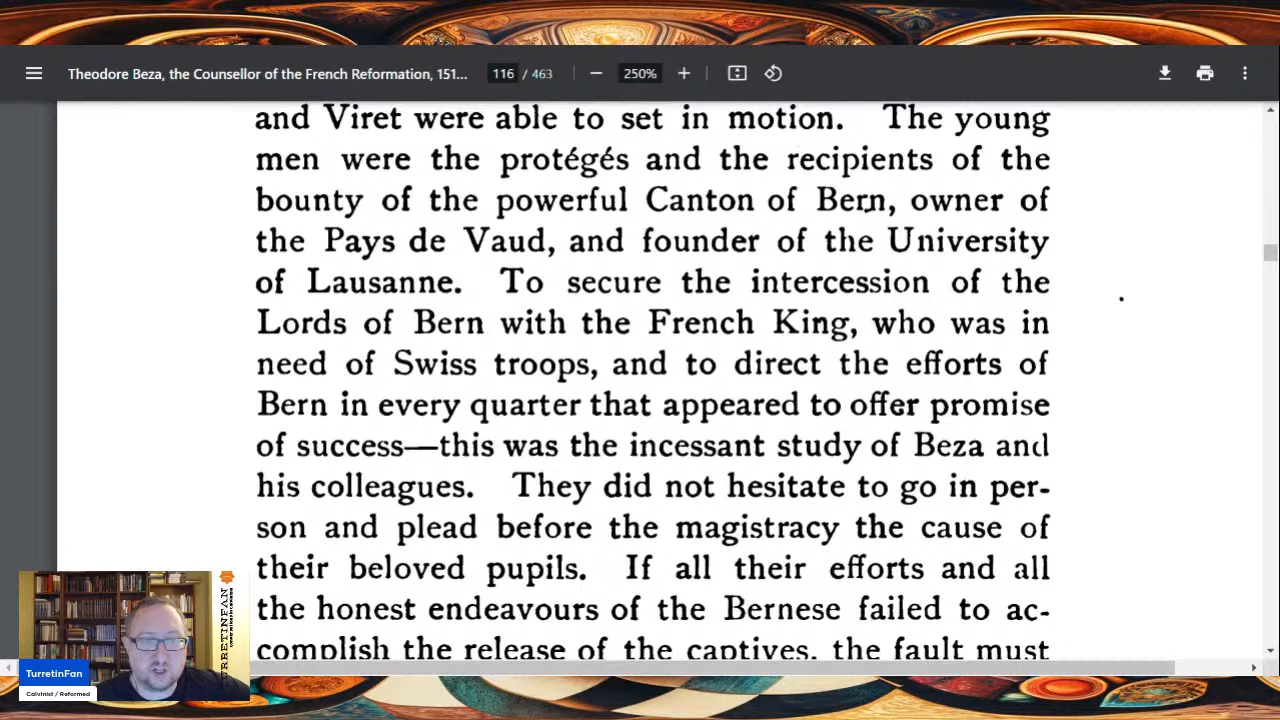 Theodore Beza, the Counsellor of the French Reformation, 151...
116 / 463
250%
and Viret were able to set in motion. The young
men were the protégés and the recipients of the
bounty of the powerful Canton of Bern, owner of
the Pays de Vaud, and founder of the University
of Lausanne. To secure the intercession of the
Lords of Bern with the French King, who was in
need of Swiss troops, and to direct the efforts of
Bern in every quarter that appeared to offer promise
of success—this was the incessant study of Beza and
his colleagues. They did not hesitate to go in per-
son and plead before the magistracy the cause of
their beloved pupils. If all their efforts and all
the honest endeavours of the Bernese failed to ac-
complish the release of the captives, the fault must
TURRETINFAN
TurretinFan
Calvinist / Reformed